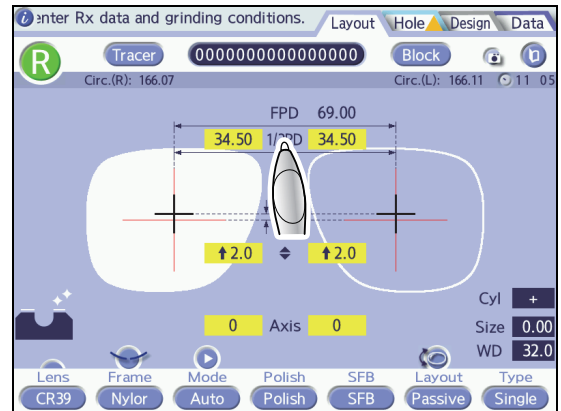 enter Rx data and grinding conditions. Layout Hole Design Data
R Tracer 0000000000000000 Block
Circ.(R): 166.07 Circ.(L): 166.11 11 05
FPD 69.00
34.50 1/2PD 34.50
2.0 2.0
Cyl +
0 Axis 0 Size 0.00
WD 32.0
Lens Frame Mode Polish SFB Layout Type
CR39 Nylor Auto Polish SFB Passive Single